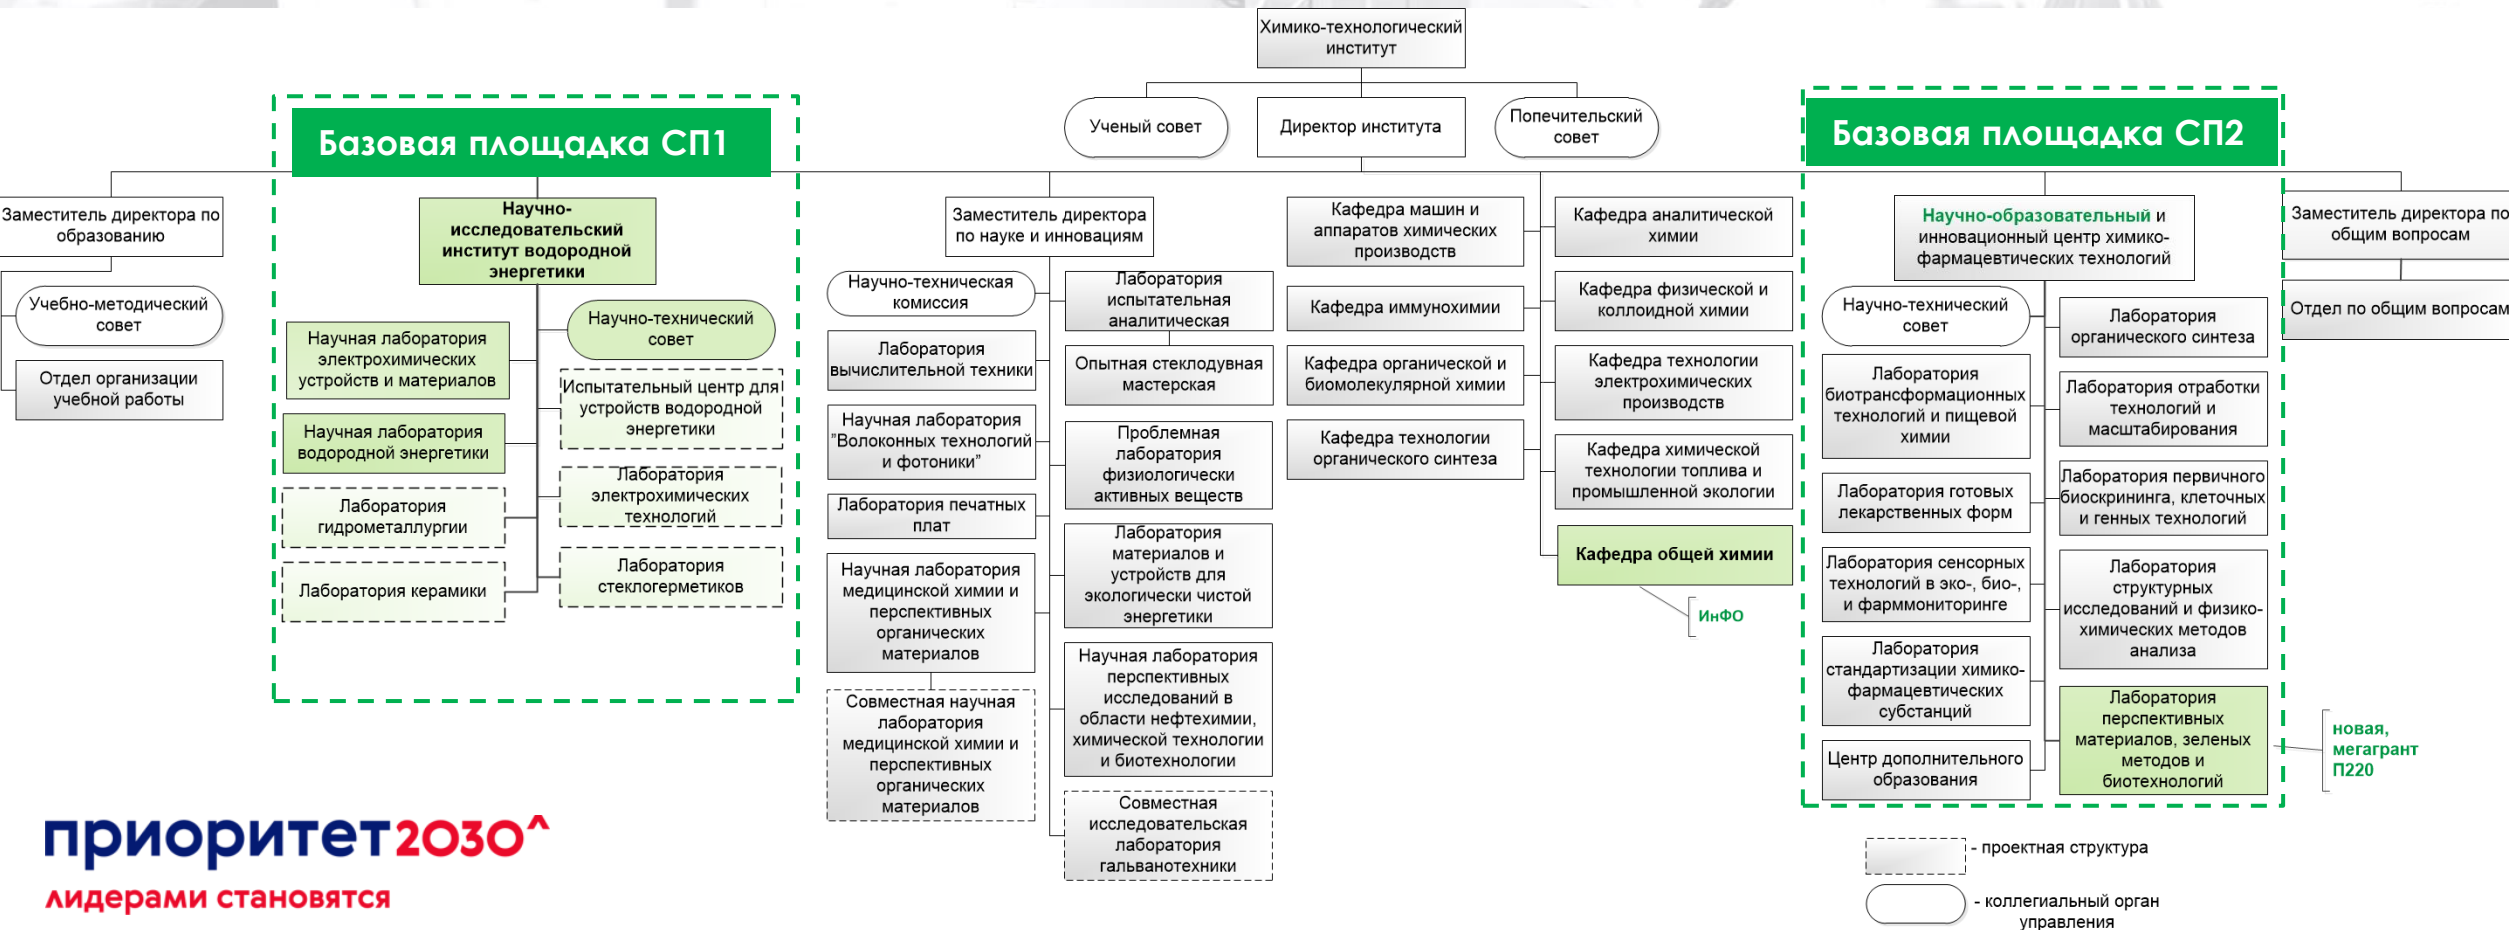 Химико-технологический
институт
Ученый совет
Директор института
Попечительский
совет
Базовая площадка СП1
Базовая площадка СП2
Заместитель директора по
образованию
Учебно-методический
совет
Отдел организации
учебной работы
Научно-
исследовательский
институт водородной
энергетики
Научная лаборатория
электрохимических
устройств и материалов
Научная лаборатория
водородной энергетики
Лаборатория
гидрометаллургии
Лаборатория керамики
Научно-технический
совет
Испытательный центр для
устройств водородной
энергетики
Лаборатория
электрохимических
технологий
Лаборатория
стеклогерметиков
Заместитель директора
по науке и инновациям
Научно-техническая
комиссия
Лаборатория
вычислительной техники
Научная лаборатория
"Волоконных технологий
и фотоники"
Лаборатория печатных
плат
Научная лаборатория
медицинской химии и
перспективных
органических
материалов
Совместная научная
лаборатория
медицинской химии и
перспективных
органических
материалов
Лаборатория
испытательная
аналитическая
Опытная стеклодувная
мастерская
Проблемная
лаборатория
физиологически
активных веществ
Лаборатория
материалов и
устройств для
экологически чистой
энергетики
Научная лаборатория
перспективных
исследований в
области нефтехимии,
химической технологии
и биотехнологии
Совместная
исследовательская
лаборатория
гальванотехники
Кафедра машин и
аппаратов химических
производств
Кафедра иммунохимии
Кафедра органической и
биомолекулярной химии
Кафедра технологии
органического синтеза
Кафедра аналитической
химии
Кафедра физической и
коллоидной химии
Кафедра технологии
электрохимических
производств
Кафедра химической
технологии топлива и
промышленной экологии
Кафедра общей химии
ИнФО
Научно-образовательный и
инновационный центр химико-
фармацевтических технологий
Научно-технический
совет
Лаборатория
биотрансформационных
технологий и пищевой
химии
Лаборатория готовых
лекарственных форм
Лаборатория сенсорных
технологий в эко-, био-,
и фарммониторинге
Лаборатория
стандартизации химико-
фармацевтических
субстанций
Центр дополнительного
образования
Лаборатория
органического синтеза
Лаборатория отработки
технологий и
масштабирования
Лаборатория первичного
биоскрининга, клеточных
и генных технологий
Лаборатория
структурных
исследований и физико-
химических методов
анализа
Лаборатория
перспективных
материалов, зеленых
методов и
биотехнологий
новая,
мегагрант
П220
Заместитель директора по
общим вопросам
Отдел по общим вопросам
- проектная структура
- коллегиальный орган
управления
приоритет2030^
лидерами становятся